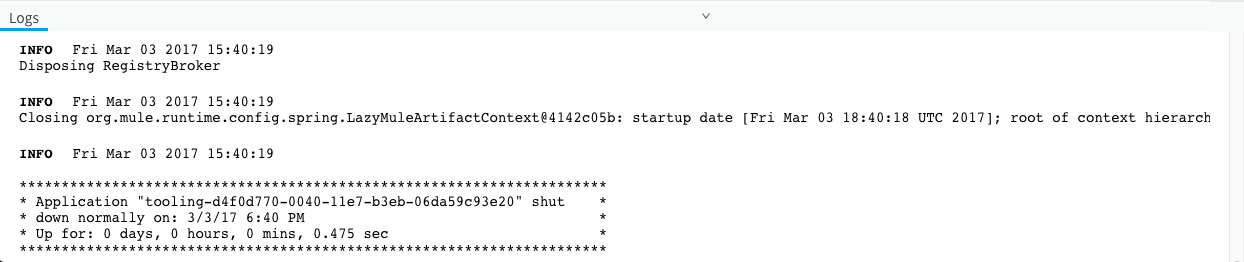 Logs
INFO Fri Mar 03 2017 15:40:19
Disposing RegistryBroker
INFO Fri Mar 03 2017 15:40:19
Closing org.mule.runtime.config.spring.LazyMuleArtifactContext@4142c05b: startup date [Fri Mar 03 18:40:18 UTC 2017]; root of context hierarch
INFO Fri Mar 03 2017 15:40:19
**********************************************************************
* Application "tooling-d4f0d770-0040-11e7-b3eb-06da59c93e20" shut    *
* down normally on: 3/3/17 6:40 PM                                   *
* Up for: 0 days, 0 hours, 0 mins, 0.475 sec                         *
**********************************************************************